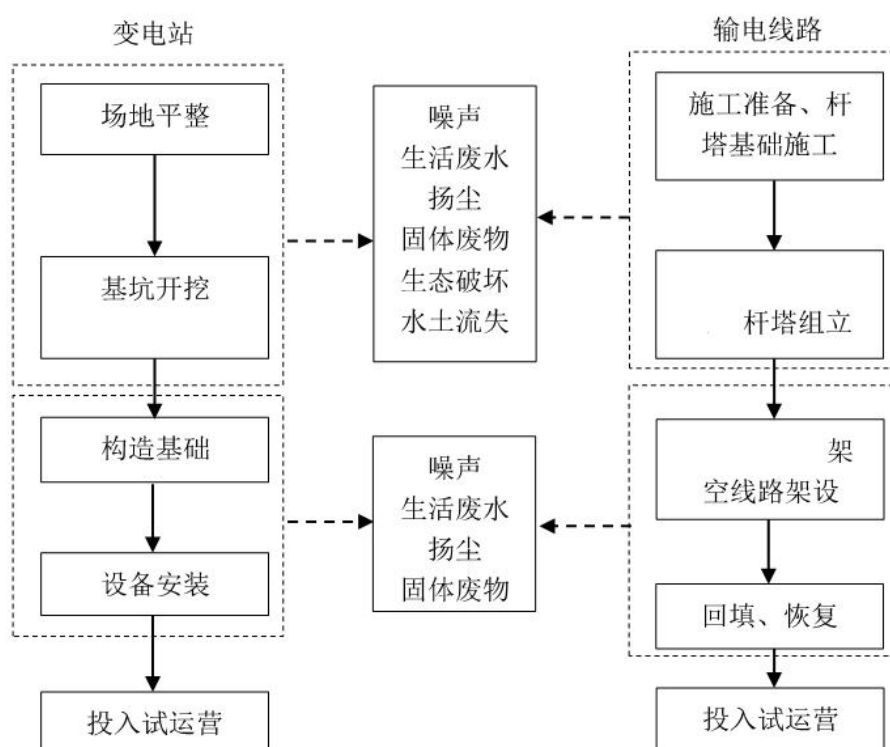 变电站
场地平整
基坑开挖
构造基础
设备安装
投入试运营
噪声
生活废水
扬尘
固体废物
生态破坏
水土流失
噪声
生活废水
扬尘
固体废物
输电线路
施工准备、杆
塔基础施工
杆塔组立
架
空线路架设
回填、恢复
投入试运营